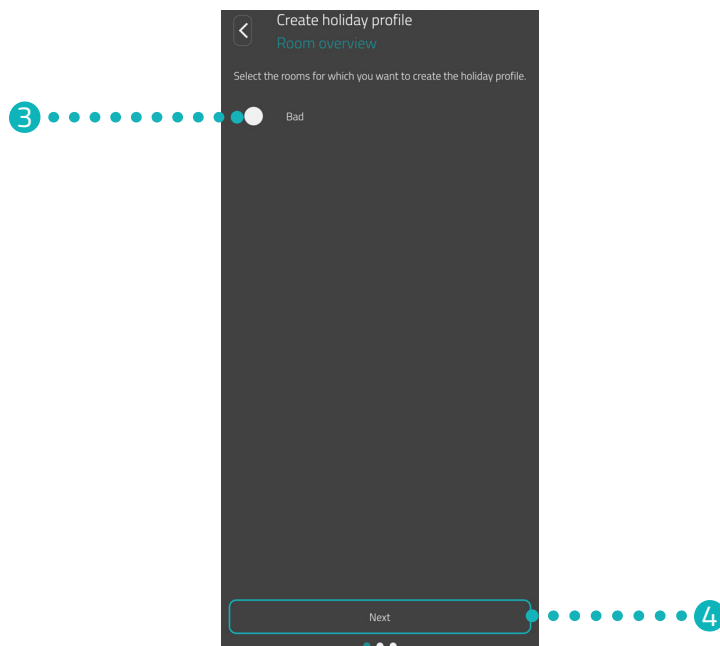 Create holiday profile
Room overview
Select the rooms for which you want to create the holiday profile.
3
Bad
Next
4